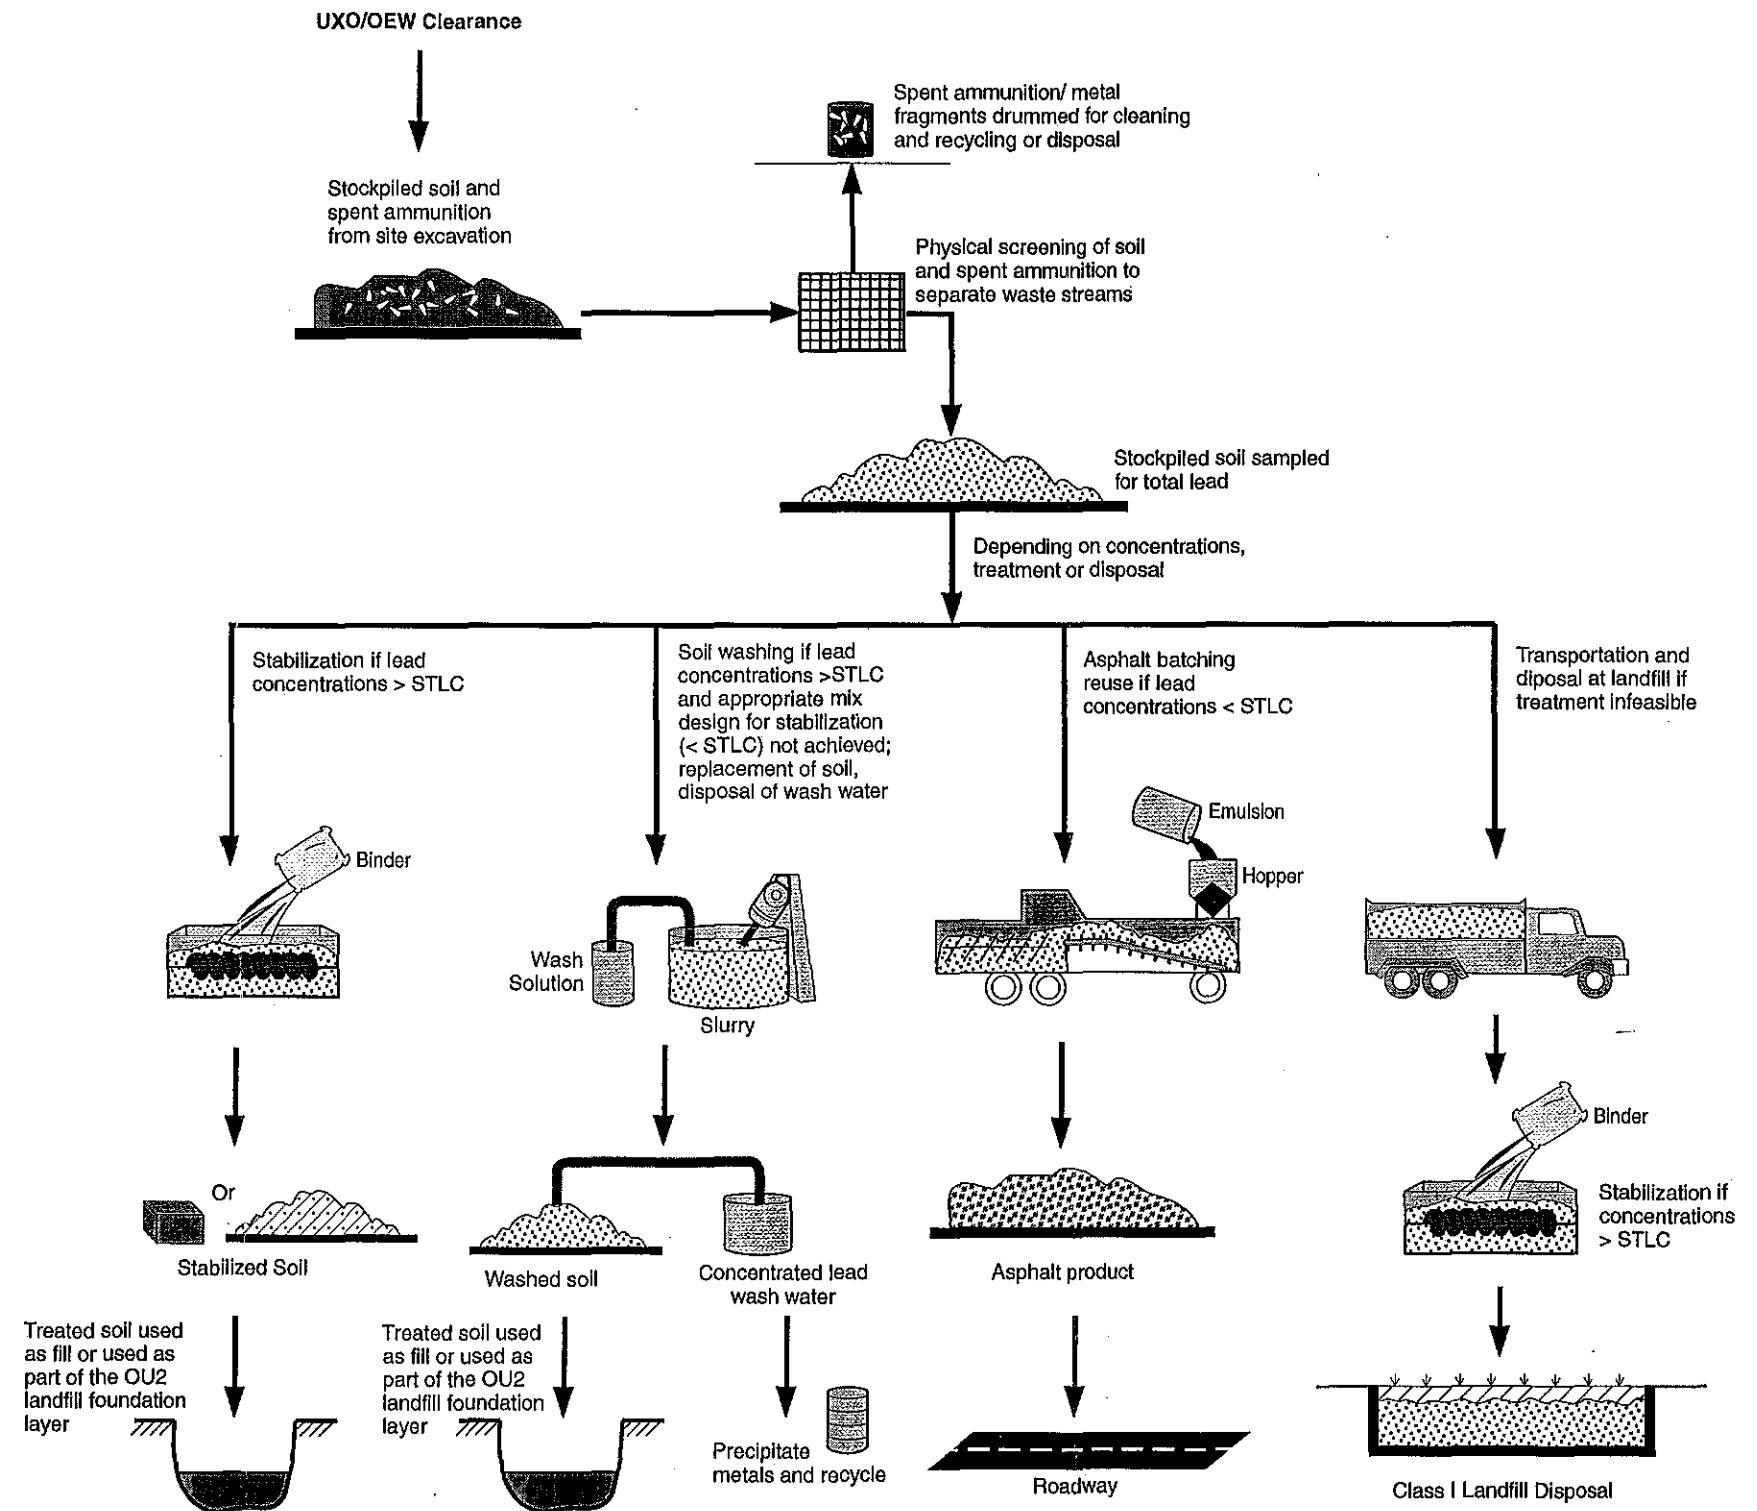 UXO/OEW Clearance
Spent ammunition/ metal
fragments drummed for cleaning
and recycling or disposal
Stockpiled soil and
spent ammunition
from site excavation
Physical screening of soil
and spent ammunition to
separate waste streams
Stockpiled soil sampled
for total lead
Depending on concentrations,
treatment or disposal
Stabilization if lead
concentrations > STLC
Soil washing if lead
concentrations >STLC
and appropriate mix
design for stabilization
(< STLC) not achieved;
replacement of soil,
disposal of wash water
Asphalt batching
reuse if lead
concentrations < STLC
Transportation and
diposal at landfill if
treatment infeasible
Binder
Wash
Solution
Slurry
Emulsion
Hopper
Binder
Stabilization if
concentrations
> STLC
Or
Stabilized Soil
Washed soil
Concentrated lead
wash water
Asphalt product
Treated soil used
as fill or used as
part of the OU2
landfill foundation
layer
Treated soil used
as fill or used as
part of the OU2
landfill foundation
layer
Precipitate
metals and recycle
Roadway
Class I Landfill Disposal